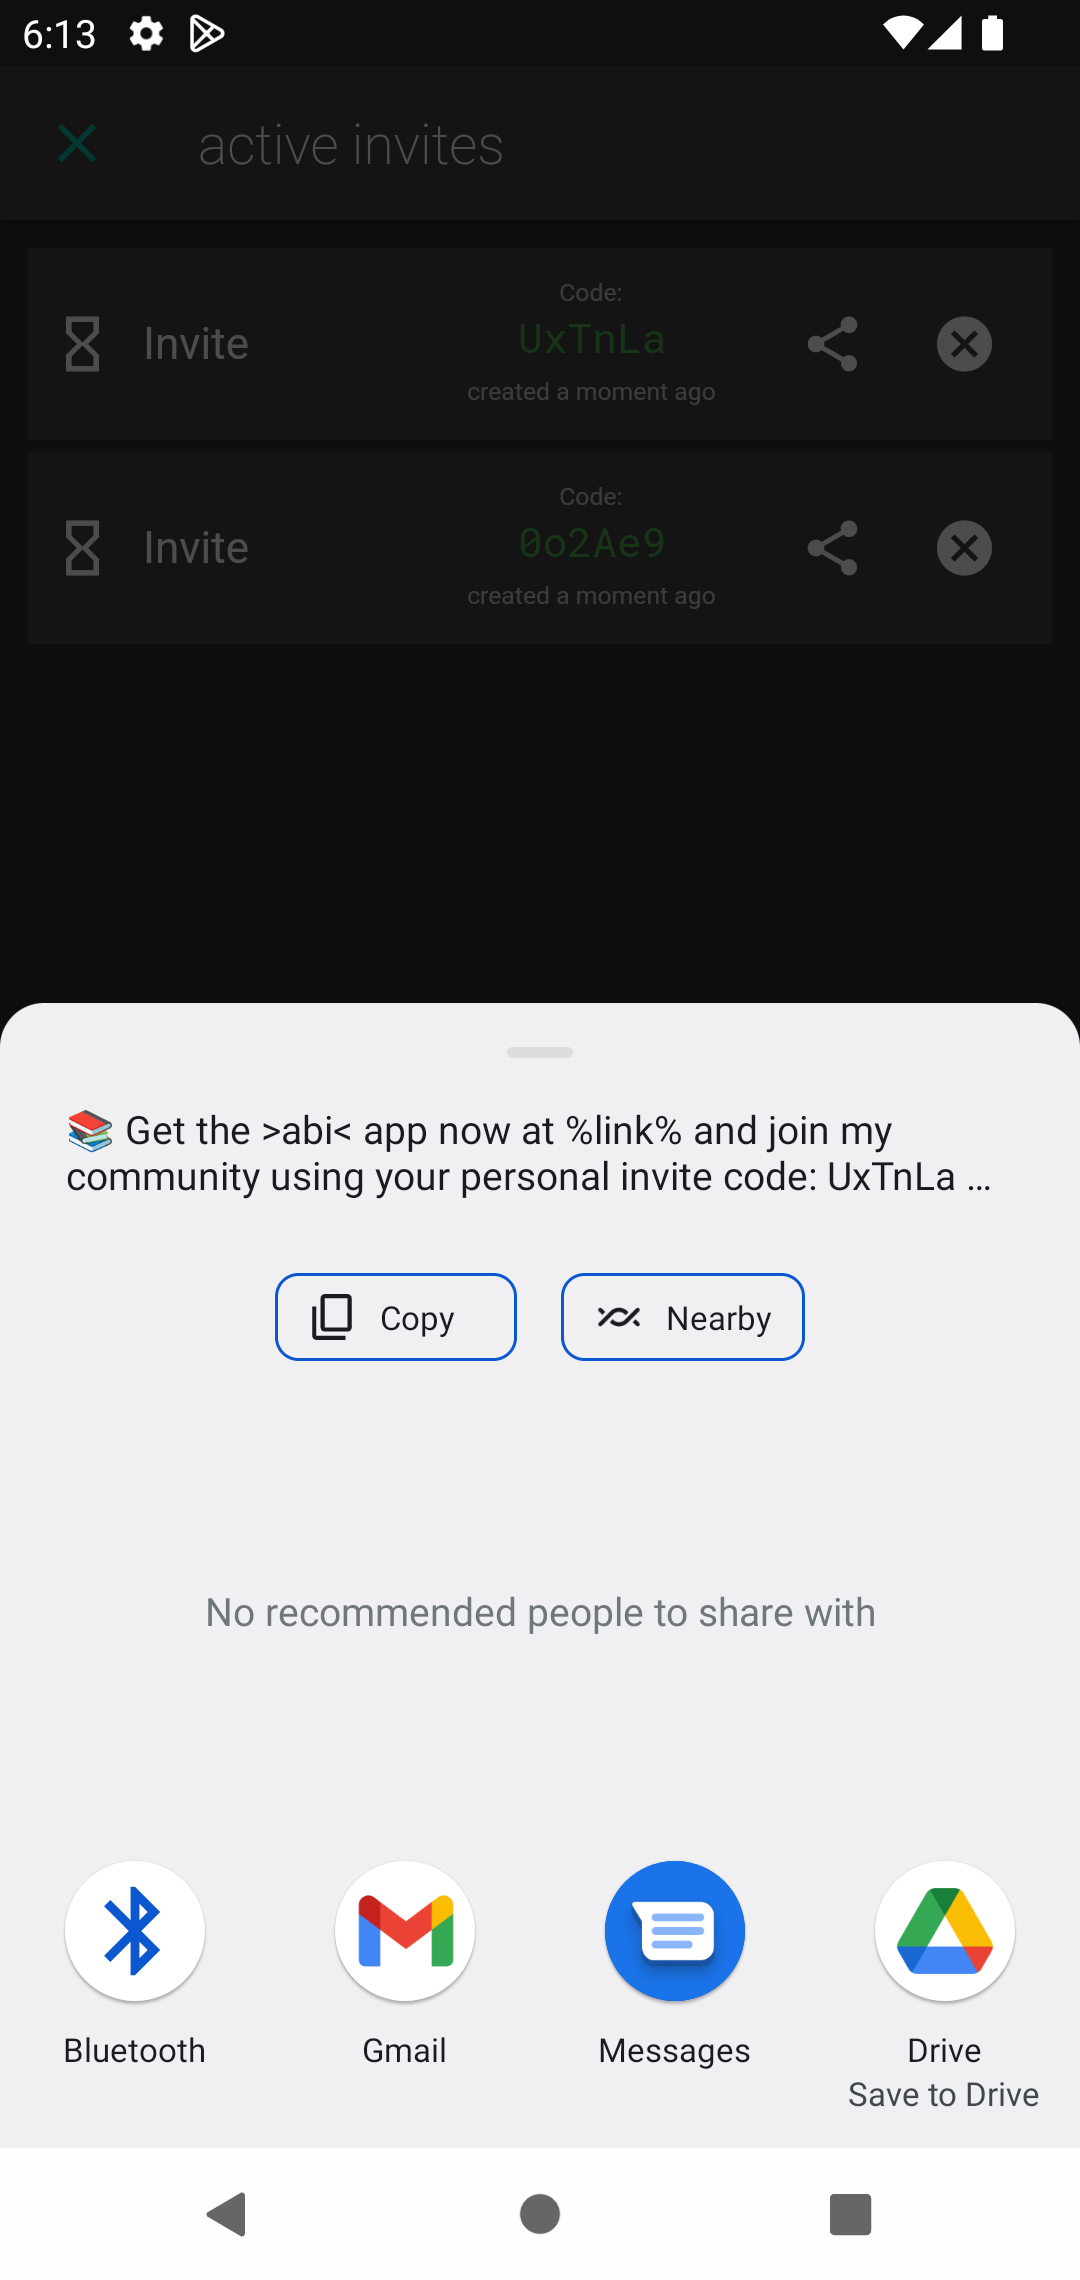 6:13
active invites
Code:
Invite
UxTnLa
created a moment ago
Code:
Invite
0o2Ae9
created a moment ago
📚 Get the >abi< app now at %link% and join my
community using your personal invite code: UxTnLa ...
Copy
Nearby
No recommended people to share with
Bluetooth
Gmail
Messages
Drive
Save to Drive